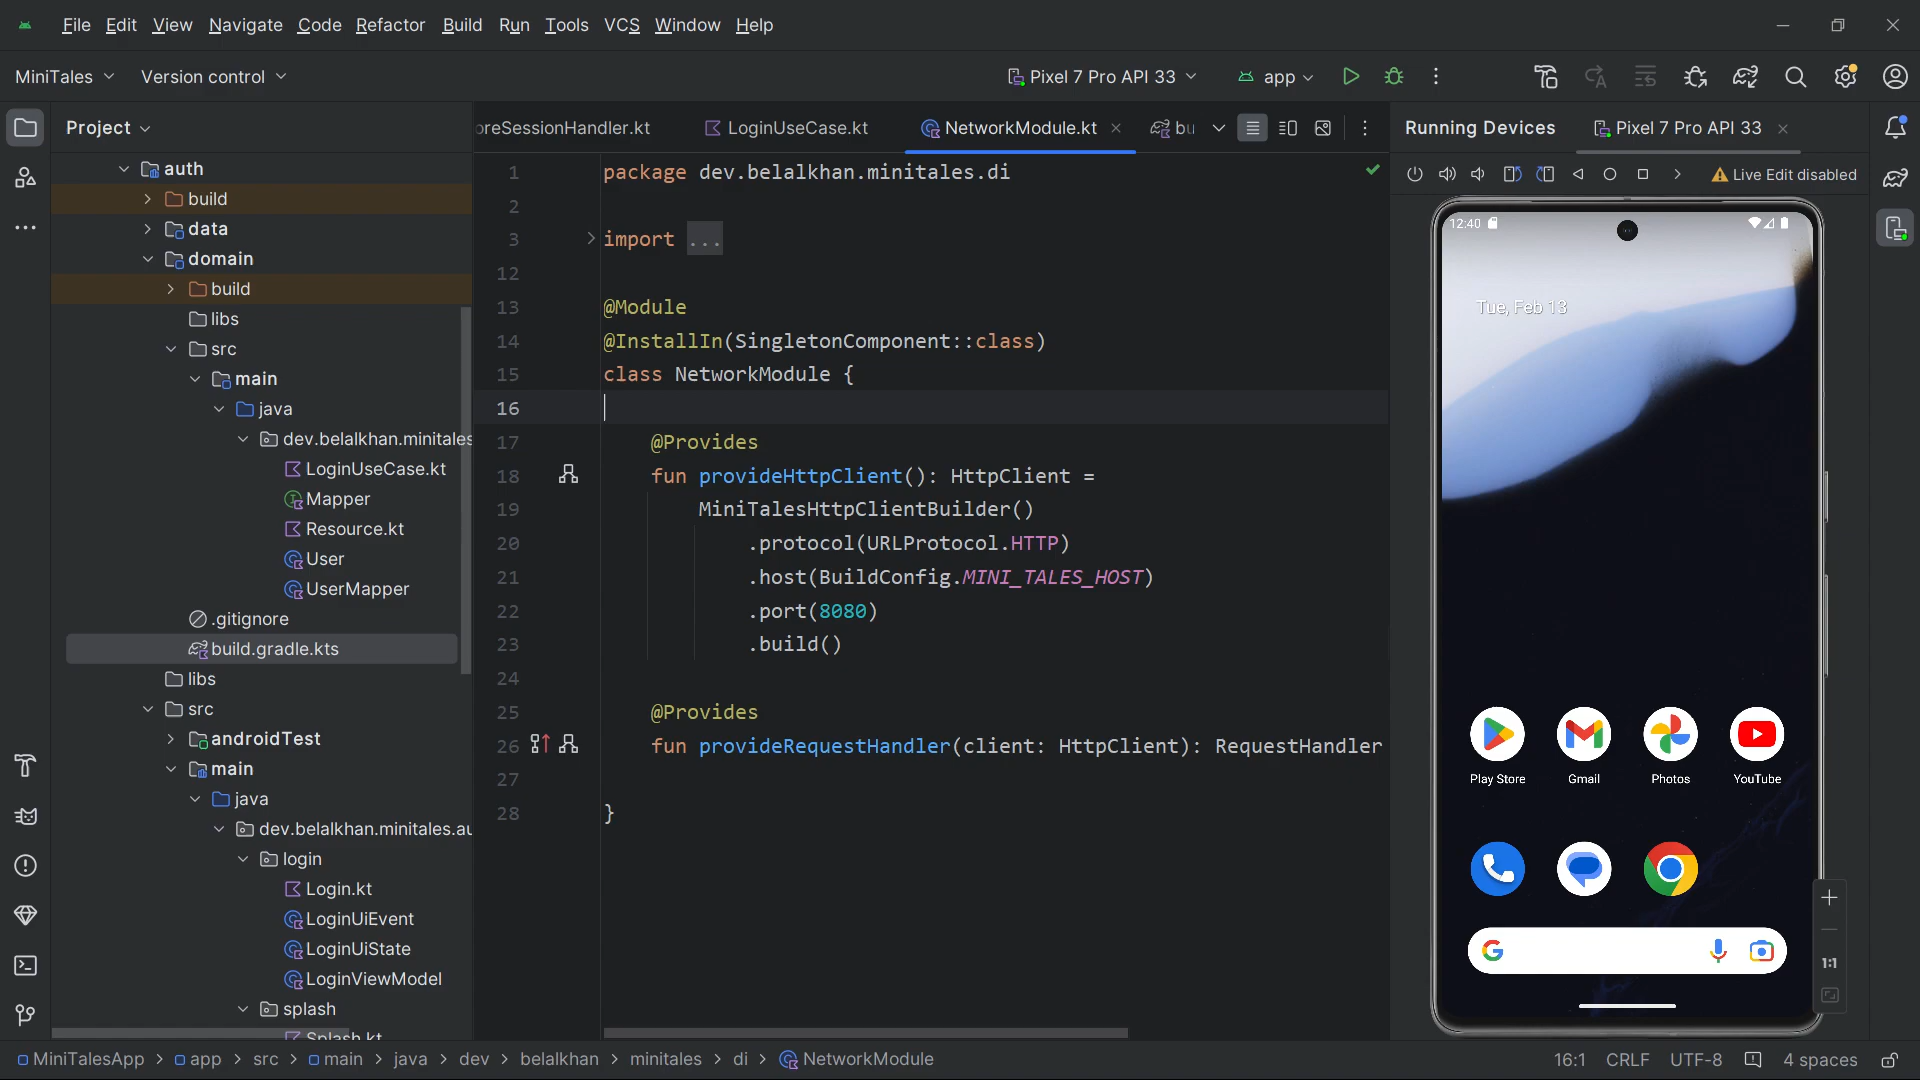 File Edit View Navigate Code Refactor Build Run Tools VCS Window Help
MiniTales Version control Pixel 7 Pro API 33 app
Project
oreSessionHandler.kt LoginUseCase.kt NetworkModule.kt bu
Running Devices Pixel 7 Pro API 33
Live Edit disabled
auth
build
data
domain
build
libs
src
main
java
dev.belalkhan.minitales
LoginUseCase.kt
Mapper
Resource.kt
User
UserMapper
.gitignore
build.gradle.kts
libs
src
androidTest
main
java
dev.belalkhan.minitales.au
login
Login.kt
LoginUiEvent
LoginUiState
LoginViewModel
splash
Splash.kt
1 package dev.belalkhan.minitales.di
2
3 import ...
12
13 @Module
14 @InstallIn(SingletonComponent::class)
15 class NetworkModule {
16
17 @Provides
18 fun provideHttpClient(): HttpClient =
19 MiniTalesHttpClientBuilder()
20 .protocol(URLProtocol.HTTP)
21 .host(BuildConfig.MINI_TALES_HOST)
22 .port(8080)
23 .build()
24
25 @Provides
26 fun provideRequestHandler(client: HttpClient): RequestHandler
27
28 }
12:40
Tue, Feb 13
Play Store Gmail Photos YouTube
G
1:1
MiniTalesApp > app > src > main > java > dev > belalkhan > minitales > di > NetworkModule
16:1 CRLF UTF-8 4 spaces